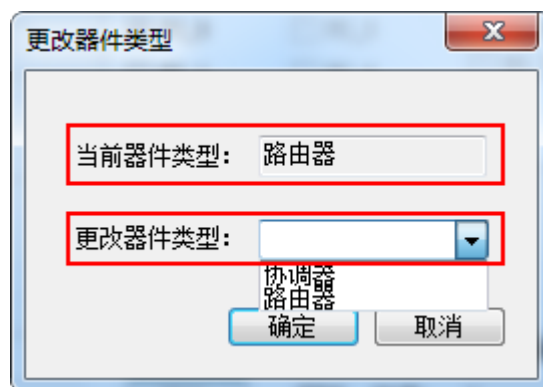 更改器件类型
当前器件类型： 路由器
更改器件类型：
协调器
路由器
确定 取消